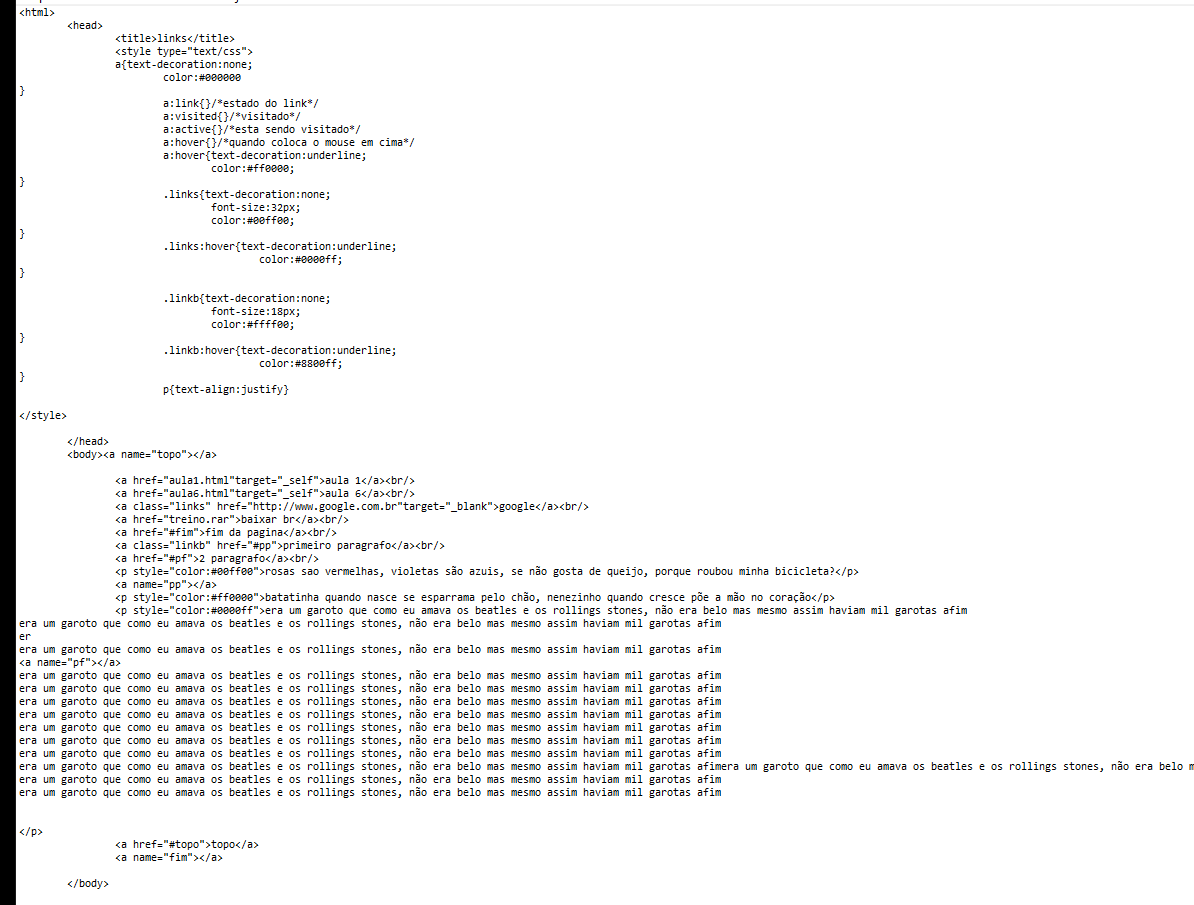 <html>
<head>
<title>links</title>
<style type="text/css">
a{text-decoration:none;
color:#000000
}
a:link{}/*estado do link*/
a:visited{}/*visitado*/
a:active{}/*esta sendo visitado*/
a:hover{}/*quando coloca o mouse em cima*/
a:hover{text-decoration:underline;
color:#ff0000;
}
.links{text-decoration:none;
font-size:32px;
color:#00ff00;
}
.links:hover{text-decoration:underline;
color:#0000ff;
}
.linkb{text-decoration:none;
font-size:18px;
color:#ffff00;
}
.linkb:hover{text-decoration:underline;
color:#8800ff;
}
p{text-align:justify}
</style>
</head>
<body><a name="topo"></a>
<a href="aula1.html"target="_self">aula 1</a><br/>
<a href="aula6.html"target="_self">aula 6</a><br/>
<a class="links" href="http://www.google.com.br"target="_blank">google</a><br/>
<a href="treino.rar">baixar br</a><br/>
<a href="#fim">fim da pagina</a><br/>
<a class="linkb" href="#pp">primeiro paragrafo</a><br/>
<a href="#pf">2 paragrafo</a><br/>
<p style="color:#00ff00">rosas sao vermelhas, violetas são azuis, se não gosta de queijo, porque roubou minha bicicleta?</p>
<a name="pp"></a>
<p style="color:#ff0000">batatinha quando nasce se esparrama pelo chão, nenezinho quando cresce põe a mão no coração</p>
<p style="color:#0000ff">era um garoto que como eu amava os beatles e os rollings stones, não era belo mas mesmo assim haviam mil garotas afim
era um garoto que como eu amava os beatles e os rollings stones, não era belo mas mesmo assim haviam mil garotas afim
er
era um garoto que como eu amava os beatles e os rollings stones, não era belo mas mesmo assim haviam mil garotas afim
<a name="pf"></a>
era um garoto que como eu amava os beatles e os rollings stones, não era belo mas mesmo assim haviam mil garotas afim
era um garoto que como eu amava os beatles e os rollings stones, não era belo mas mesmo assim haviam mil garotas afim
era um garoto que como eu amava os beatles e os rollings stones, não era belo mas mesmo assim haviam mil garotas afim
era um garoto que como eu amava os beatles e os rollings stones, não era belo mas mesmo assim haviam mil garotas afim
era um garoto que como eu amava os beatles e os rollings stones, não era belo mas mesmo assim haviam mil garotas afim
era um garoto que como eu amava os beatles e os rollings stones, não era belo mas mesmo assim haviam mil garotas afim
era um garoto que como eu amava os beatles e os rollings stones, não era belo mas mesmo assim haviam mil garotas afim
era um garoto que como eu amava os beatles e os rollings stones, não era belo mas mesmo assim haviam mil garotas afimera um garoto que como eu amava os beatles e os rollings stones, não era belo
era um garoto que como eu amava os beatles e os rollings stones, não era belo mas mesmo assim haviam mil garotas afim
era um garoto que como eu amava os beatles e os rollings stones, não era belo mas mesmo assim haviam mil garotas afim
</p>
<a href="#topo">topo</a>
<a name="fim"></a>
</body>